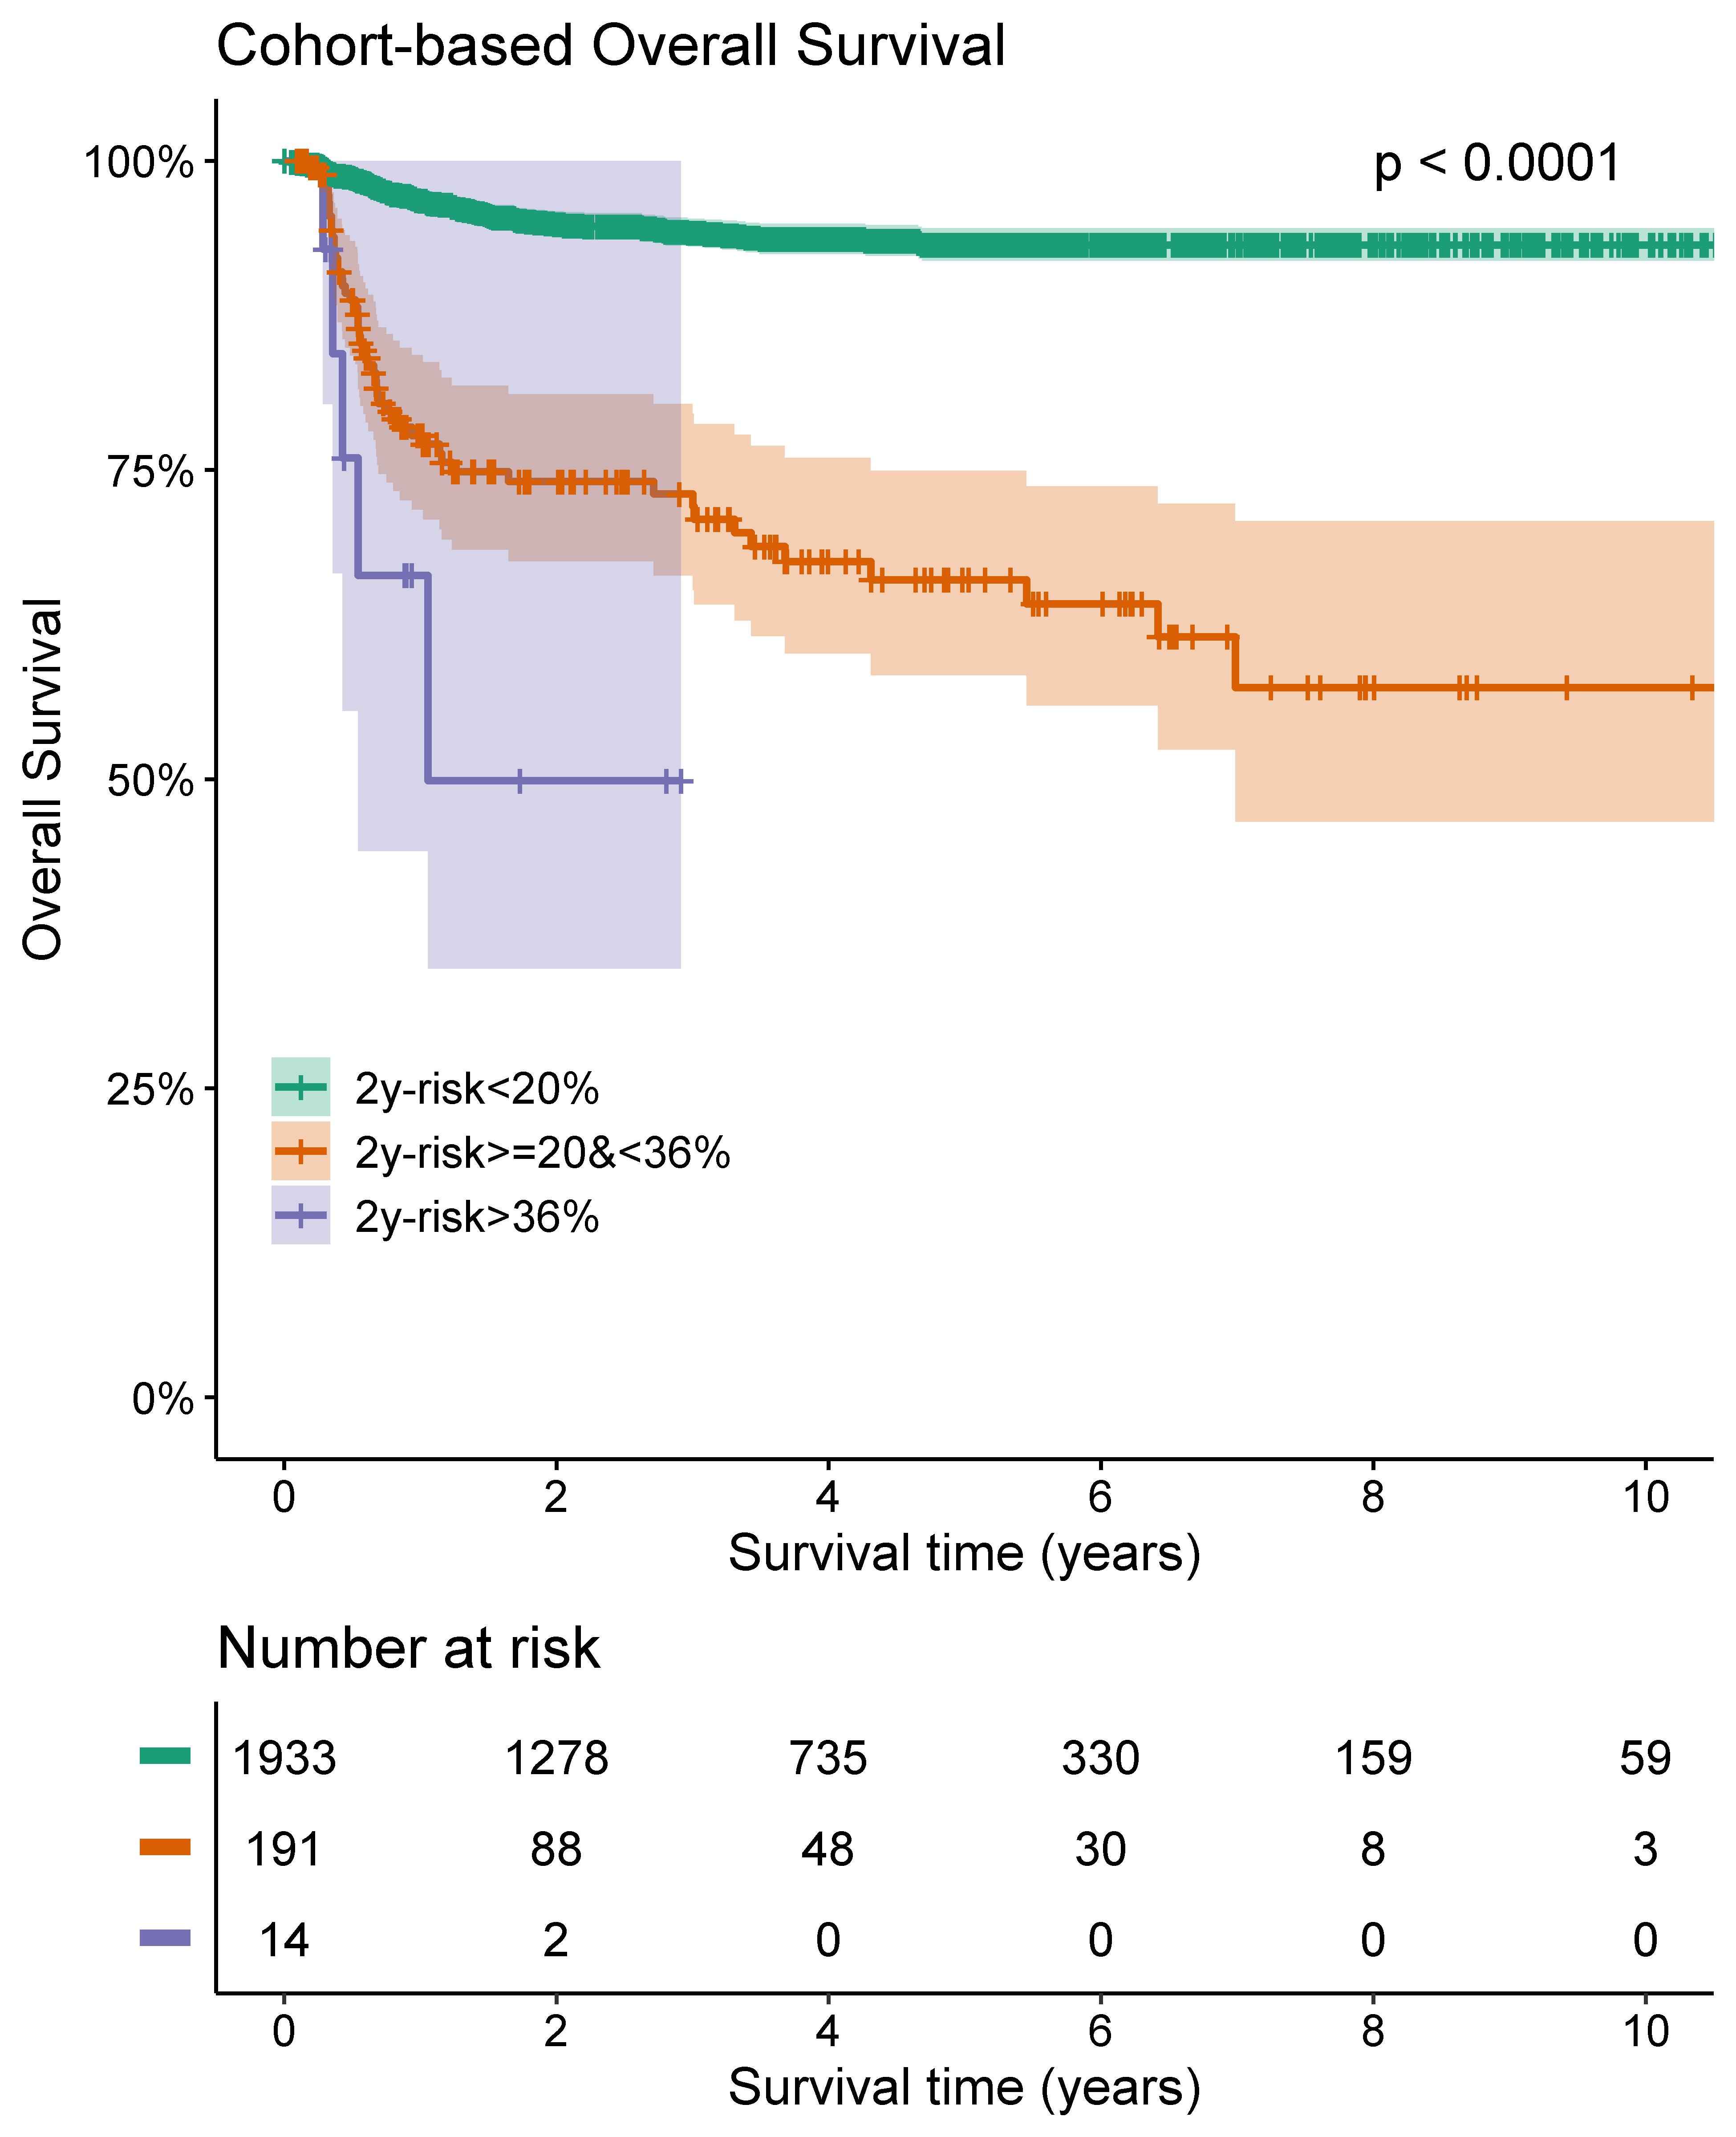 Cohort-based Overall Survival
p < 0.0001
100%
75%
50%
25%
0%
Overall Survival
2y-risk<20%
2y-risk>=20&<36%
2y-risk>36%
0 2 4 6 8 10
Survival time (years)
Number at risk
1933 1278 735 330 159 59
191 88 48 30 8 3
14 2 0 0 0 0
0 2 4 6 8 10
Survival time (years)